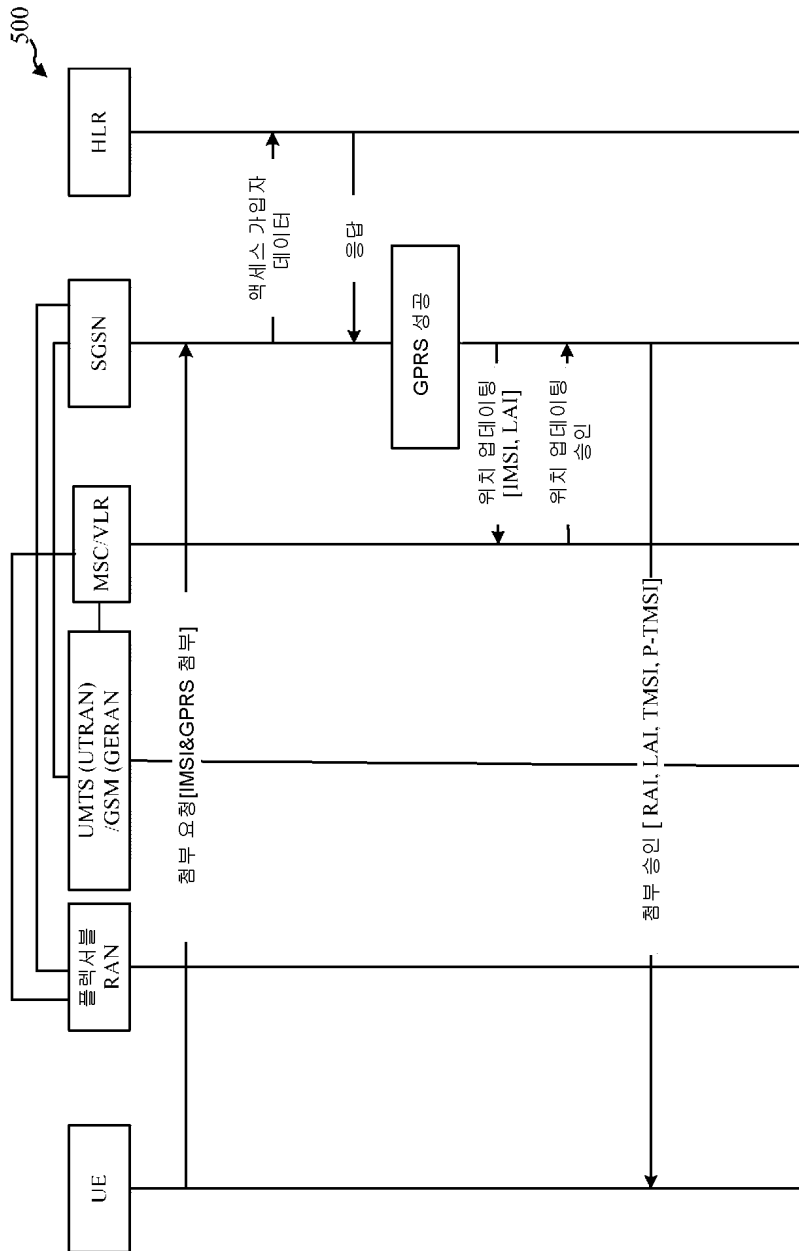 500
UE
플렉서블
RAN
UMTS (UTRAN)
/GSM (GERAN
MSC/VLR
SGSN
HLR
첨부 요청[IMSI&GPRS 첨부]
액세스 가입자
데이터
응답
GPRS 성공
위치 업데이팅
[IMSI, LAI]
위치 업데이팅
승인
첨부 승인 [ RAI, LAI, TMSI, P-TMSI]